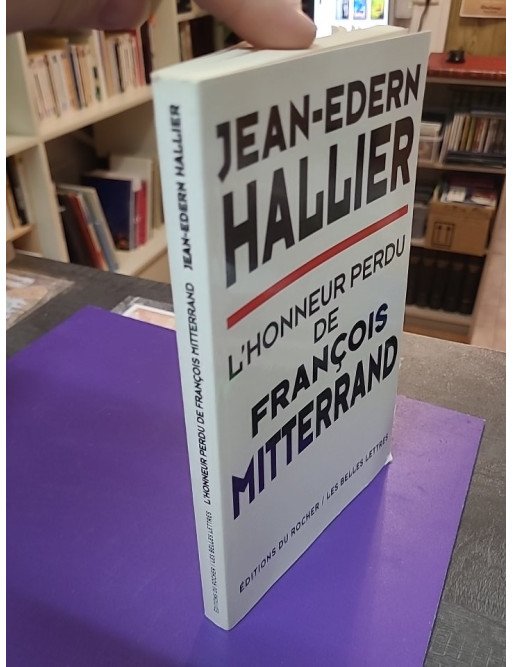 JEAN-EDERN
HALLIER
L'HONNEUR PERDU
DE
FRANÇOIS
MITTERRAND
ÉDITIONS DU ROCHER / LES BELLES LETTRES
ÉDITIONS DU ROCHER / LES BELLES LETTRES L'HONNEUR PERDU DE FRANÇOIS MITTERRAND JEAN-EDERN HALLIER